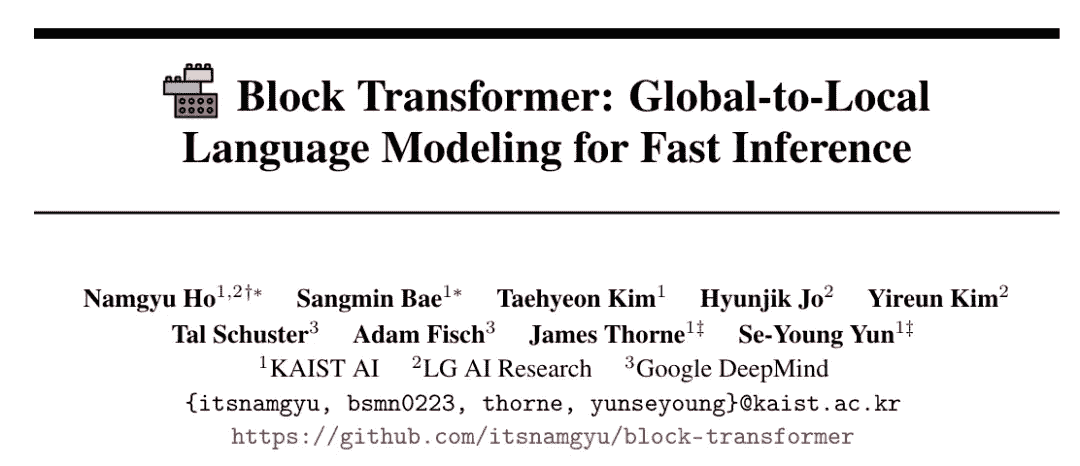 Block Transformer: Global-to-Local
Language Modeling for Fast Inference
Namgyu Ho¹,²†* Sangmin Bae¹* Taehyeon Kim¹ Hyunjik Jo² Yireun Kim²
Tal Schuster³ Adam Fisch³ James Thorne¹‡ Se-Young Yun¹‡
¹KAIST AI ²LG AI Research ³Google DeepMind
{itsnamgyu, bsmn0223, thorne, yunseyoung}@kaist.ac.kr
https://github.com/itsnamgyu/block-transformer